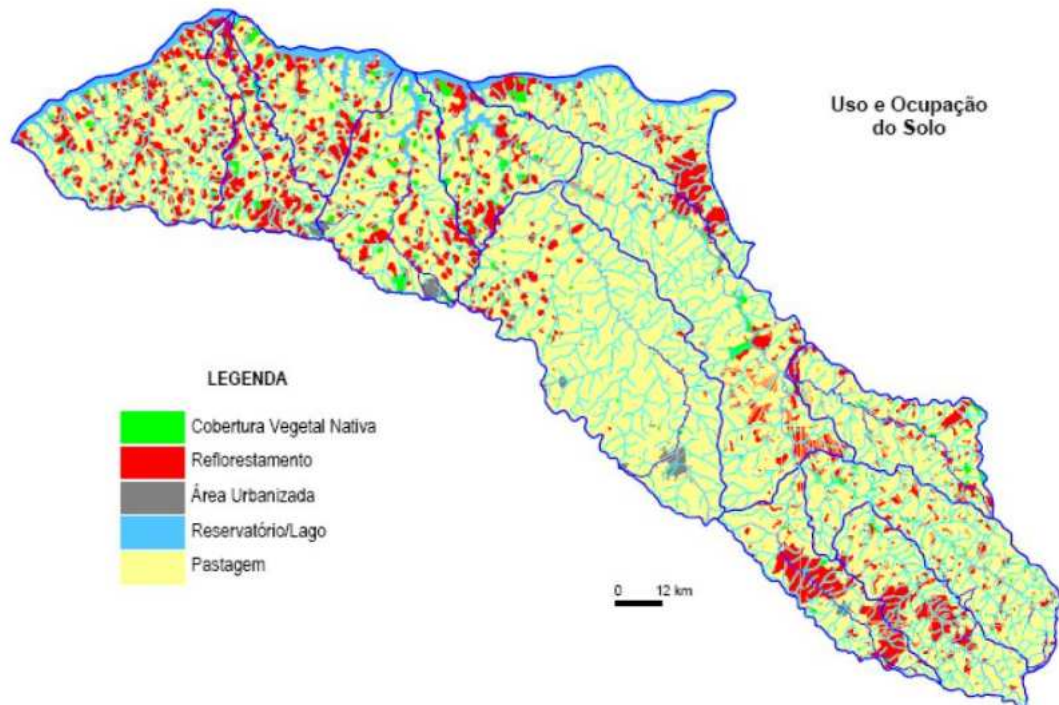 Uso e Ocupação
do Solo
LEGENDA
Cobertura Vegetal Nativa
Reflorestamento
Área Urbanizada
Reservatório/Lago
Pastagem
0 12 km